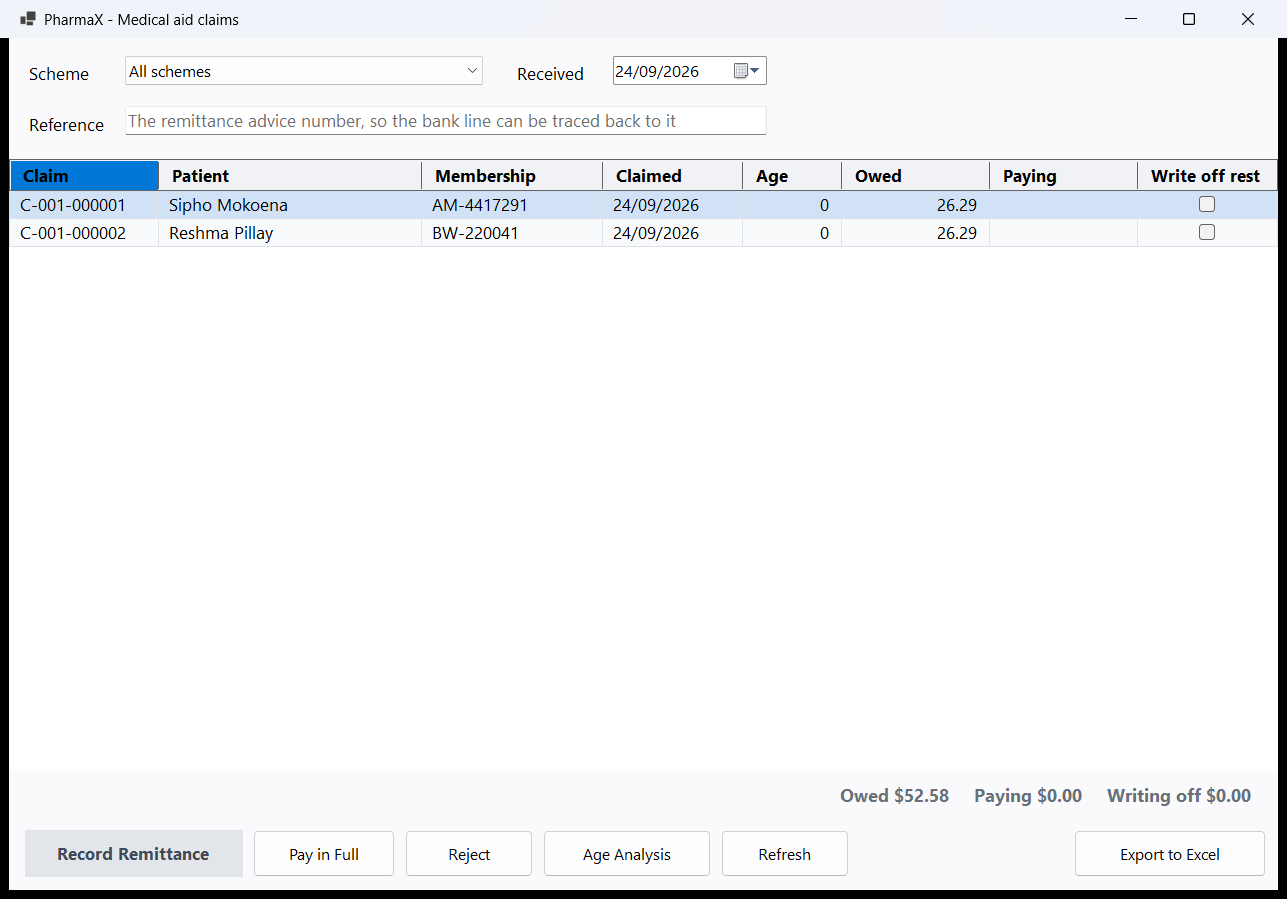 PharmaX - Medical aid claims
Scheme All schemes Received 24/09/2026
Reference The remittance advice number, so the bank line can be traced back to it
Claim Patient Membership Claimed Age Owed Paying Write off rest
C-001-000001 Sipho Mokoena AM-4417291 24/09/2026 0 26.29
C-001-000002 Reshma Pillay BW-220041 24/09/2026 0 26.29
Owed $52.58 Paying $0.00 Writing off $0.00
Record Remittance Pay in Full Reject Age Analysis Refresh Export to Excel